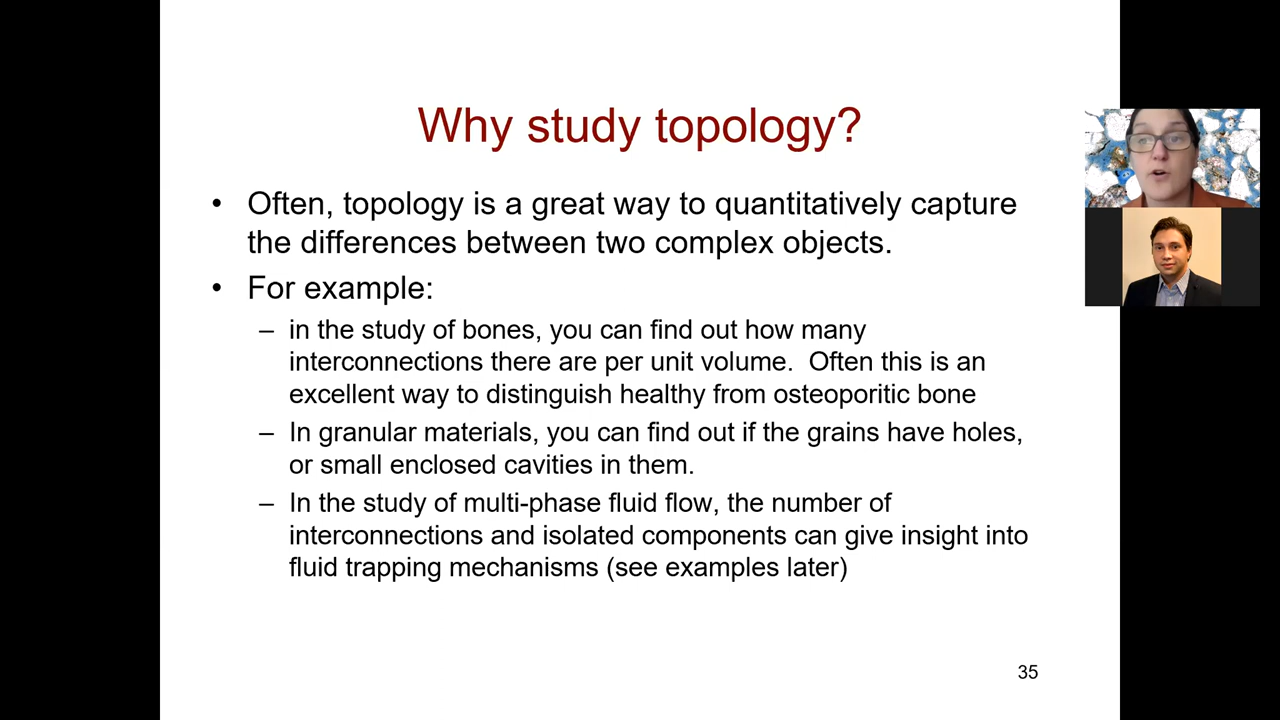 Why study topology?
• Often, topology is a great way to quantitatively capture
the differences between two complex objects.
• For example:
– in the study of bones, you can find out how many
interconnections there are per unit volume.  Often this is an
excellent way to distinguish healthy from osteoporitic bone
– In granular materials, you can find out if the grains have holes,
or small enclosed cavities in them.
– In the study of multi-phase fluid flow, the number of
interconnections and isolated components can give insight into
fluid trapping mechanisms (see examples later)
35